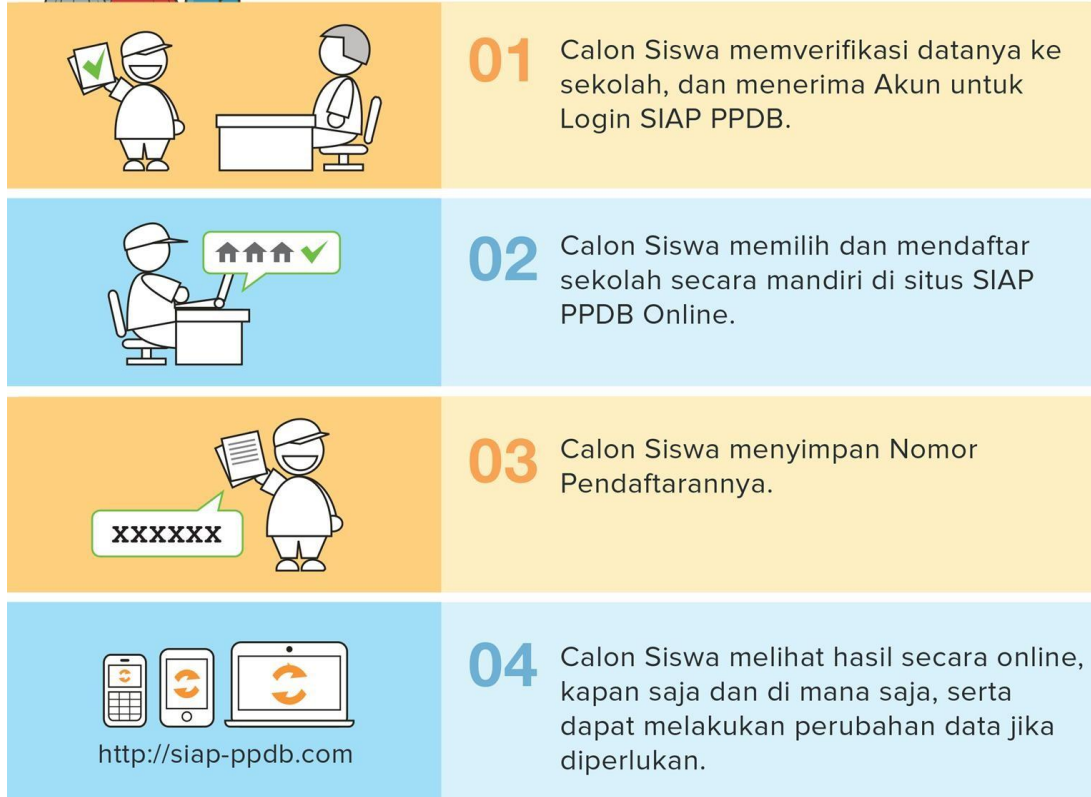 01
Calon Siswa memverifikasi datanya ke
sekolah, dan menerima Akun untuk
Login SIAP PPDB.
02
Calon Siswa memilih dan mendaftar
sekolah secara mandiri di situs SIAP
PPDB Online.
XXXXXX
03
Calon Siswa menyimpan Nomor
Pendaftarannya.
http://siap-ppdb.com
04
Calon Siswa melihat hasil secara online,
kapan saja dan di mana saja, serta
dapat melakukan perubahan data jika
diperlukan.